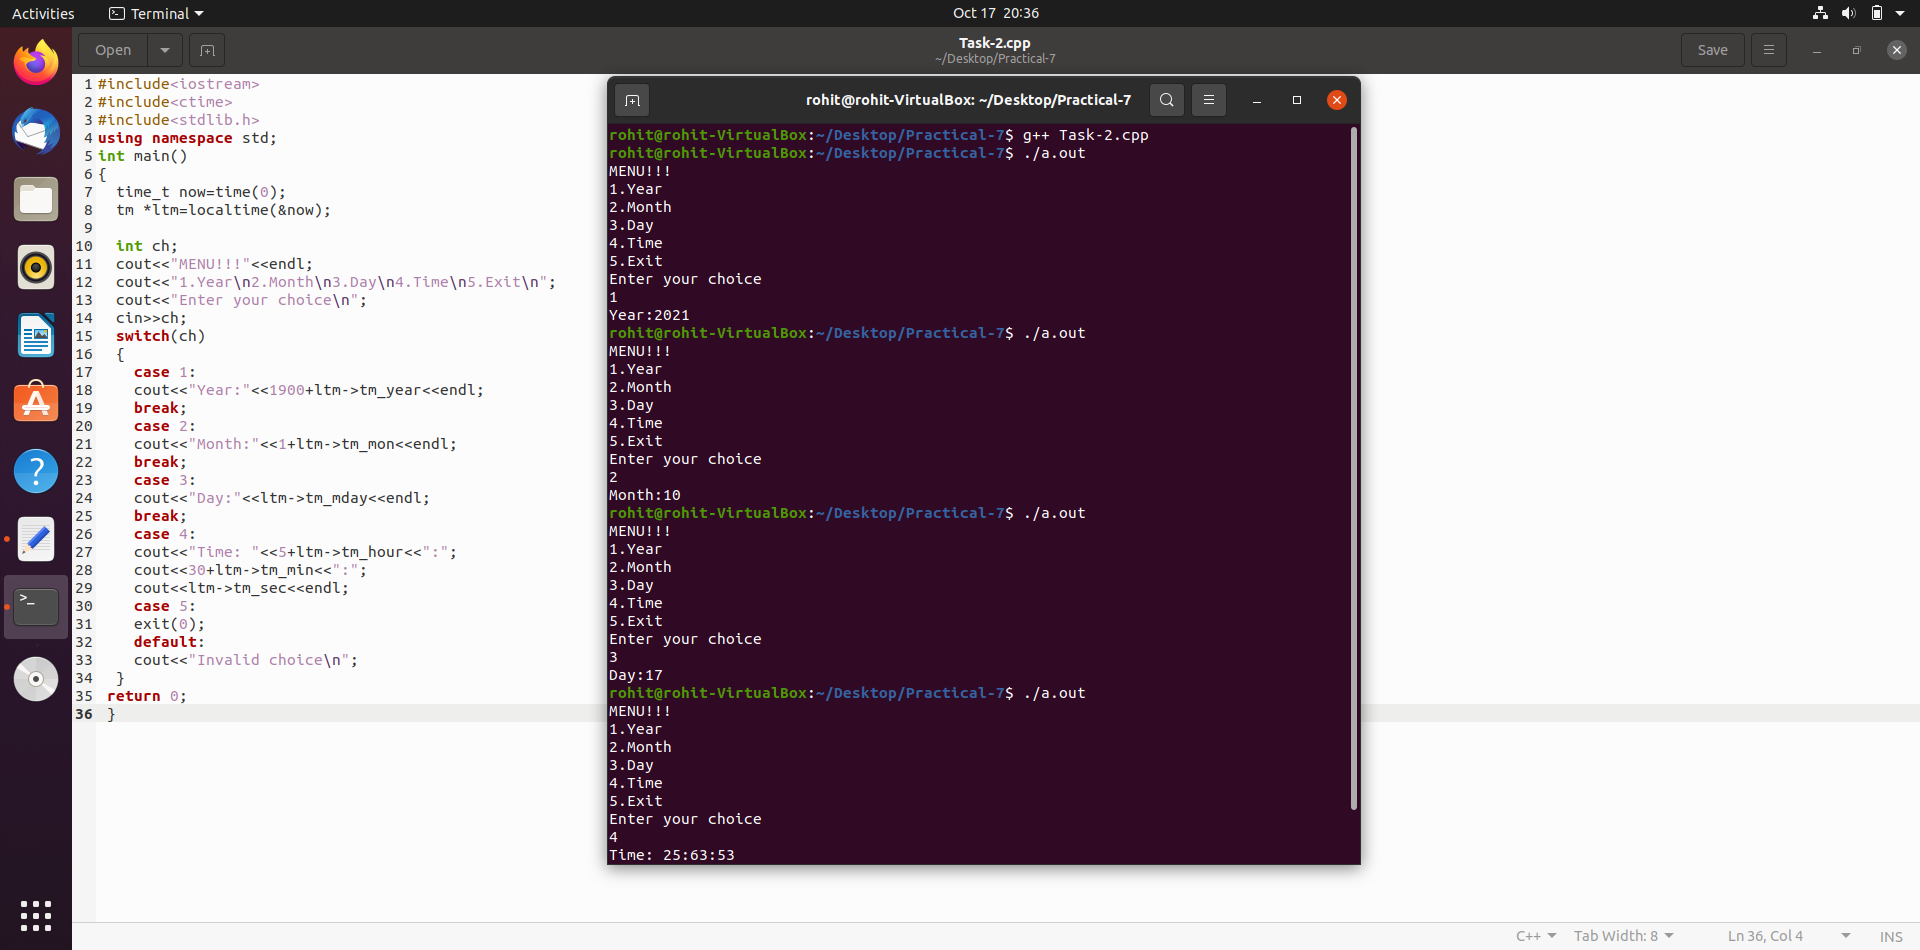 Activities
Terminal
Oct 17 20:36
Open
Task-2.cpp
~/Desktop/Practical-7
Save
1 #include<iostream>
2 #include<ctime>
3 #include<stdlib.h>
4 using namespace std;
5 int main()
6 {
7   time_t now=time(0);
8   tm *ltm=localtime(&now);
9
10   int ch;
11   cout<<"MENU!!!"<<endl;
12   cout<<"1.Year\n2.Month\n3.Day\n4.Time\n5.Exit\n";
13   cout<<"Enter your choice\n";
14   cin>>ch;
15   switch(ch)
16   {
17     case 1:
18     cout<<"Year:"<<1900+ltm->tm_year<<endl;
19     break;
20     case 2:
21     cout<<"Month:"<<1+ltm->tm_mon<<endl;
22     break;
23     case 3:
24     cout<<"Day:"<<ltm->tm_mday<<endl;
25     break;
26     case 4:
27     cout<<"Time: "<<5+ltm->tm_hour<<":";
28     cout<<30+ltm->tm_min<<":";
29     cout<<ltm->tm_sec<<endl;
30     case 5:
31     exit(0);
32     default:
33     cout<<"Invalid choice\n";
34   }
35  return 0;
36  }
rohit@rohit-VirtualBox: ~/Desktop/Practical-7
rohit@rohit-VirtualBox:~/Desktop/Practical-7$ g++ Task-2.cpp
rohit@rohit-VirtualBox:~/Desktop/Practical-7$ ./a.out
MENU!!!
1.Year
2.Month
3.Day
4.Time
5.Exit
Enter your choice
1
Year:2021
rohit@rohit-VirtualBox:~/Desktop/Practical-7$ ./a.out
MENU!!!
1.Year
2.Month
3.Day
4.Time
5.Exit
Enter your choice
2
Month:10
rohit@rohit-VirtualBox:~/Desktop/Practical-7$ ./a.out
MENU!!!
1.Year
2.Month
3.Day
4.Time
5.Exit
Enter your choice
3
Day:17
rohit@rohit-VirtualBox:~/Desktop/Practical-7$ ./a.out
MENU!!!
1.Year
2.Month
3.Day
4.Time
5.Exit
Enter your choice
4
Time: 25:63:53
C++
Tab Width: 8
Ln 36, Col 4
INS